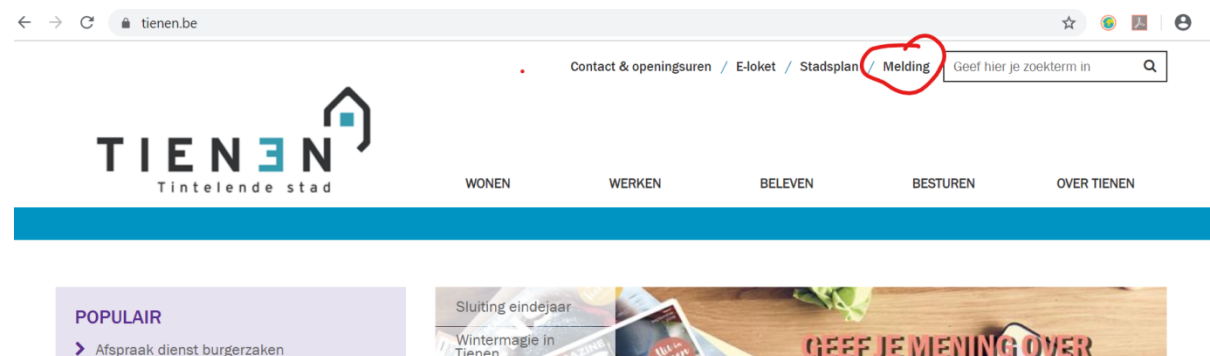 tienen.be
Contact & openingsuren / E-loket / Stadsplan / Melding
Geef hier je zoekterm in
TIENEN
Tintelende stad
WONEN WERKEN BELEVEN BESTUREN OVER TIENEN
POPULAIR
Afspraak dienst burgerzaken
Sluiting eindejaar
Wintermagie in
Tienen
GEEF JE MENING OVER